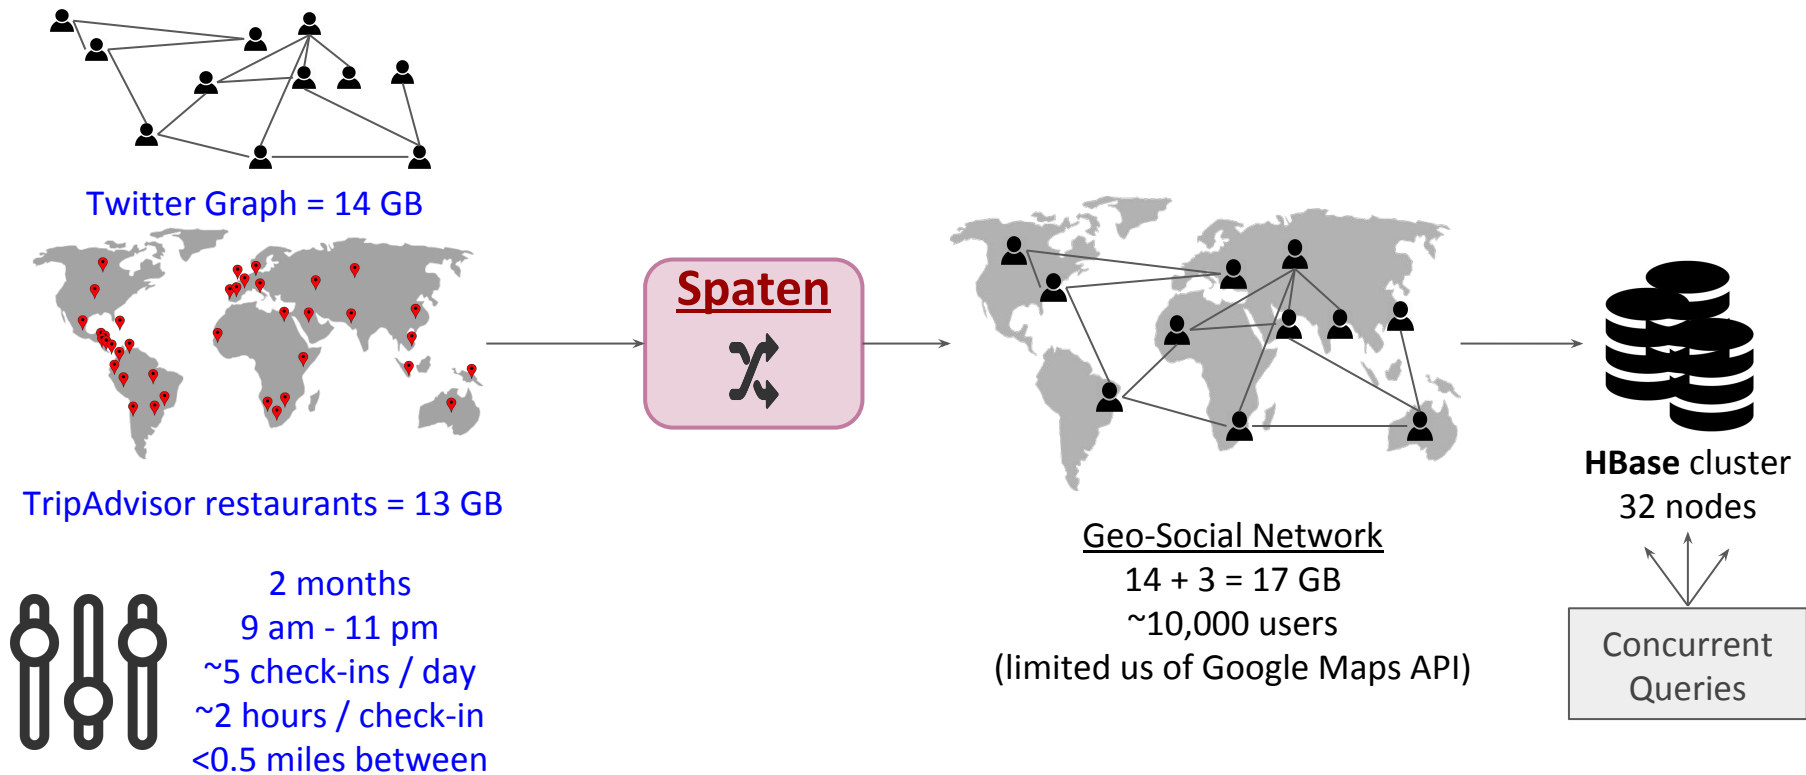 Twitter Graph = 14 GB
TripAdvisor restaurants = 13 GB
2 months
9 am - 11 pm
~5 check-ins / day
~2 hours / check-in
<0.5 miles between
Spaten
Geo-Social Network
14 + 3 = 17 GB
~10,000 users
(limited us of Google Maps API)
HBase cluster
32 nodes
Concurrent
Queries